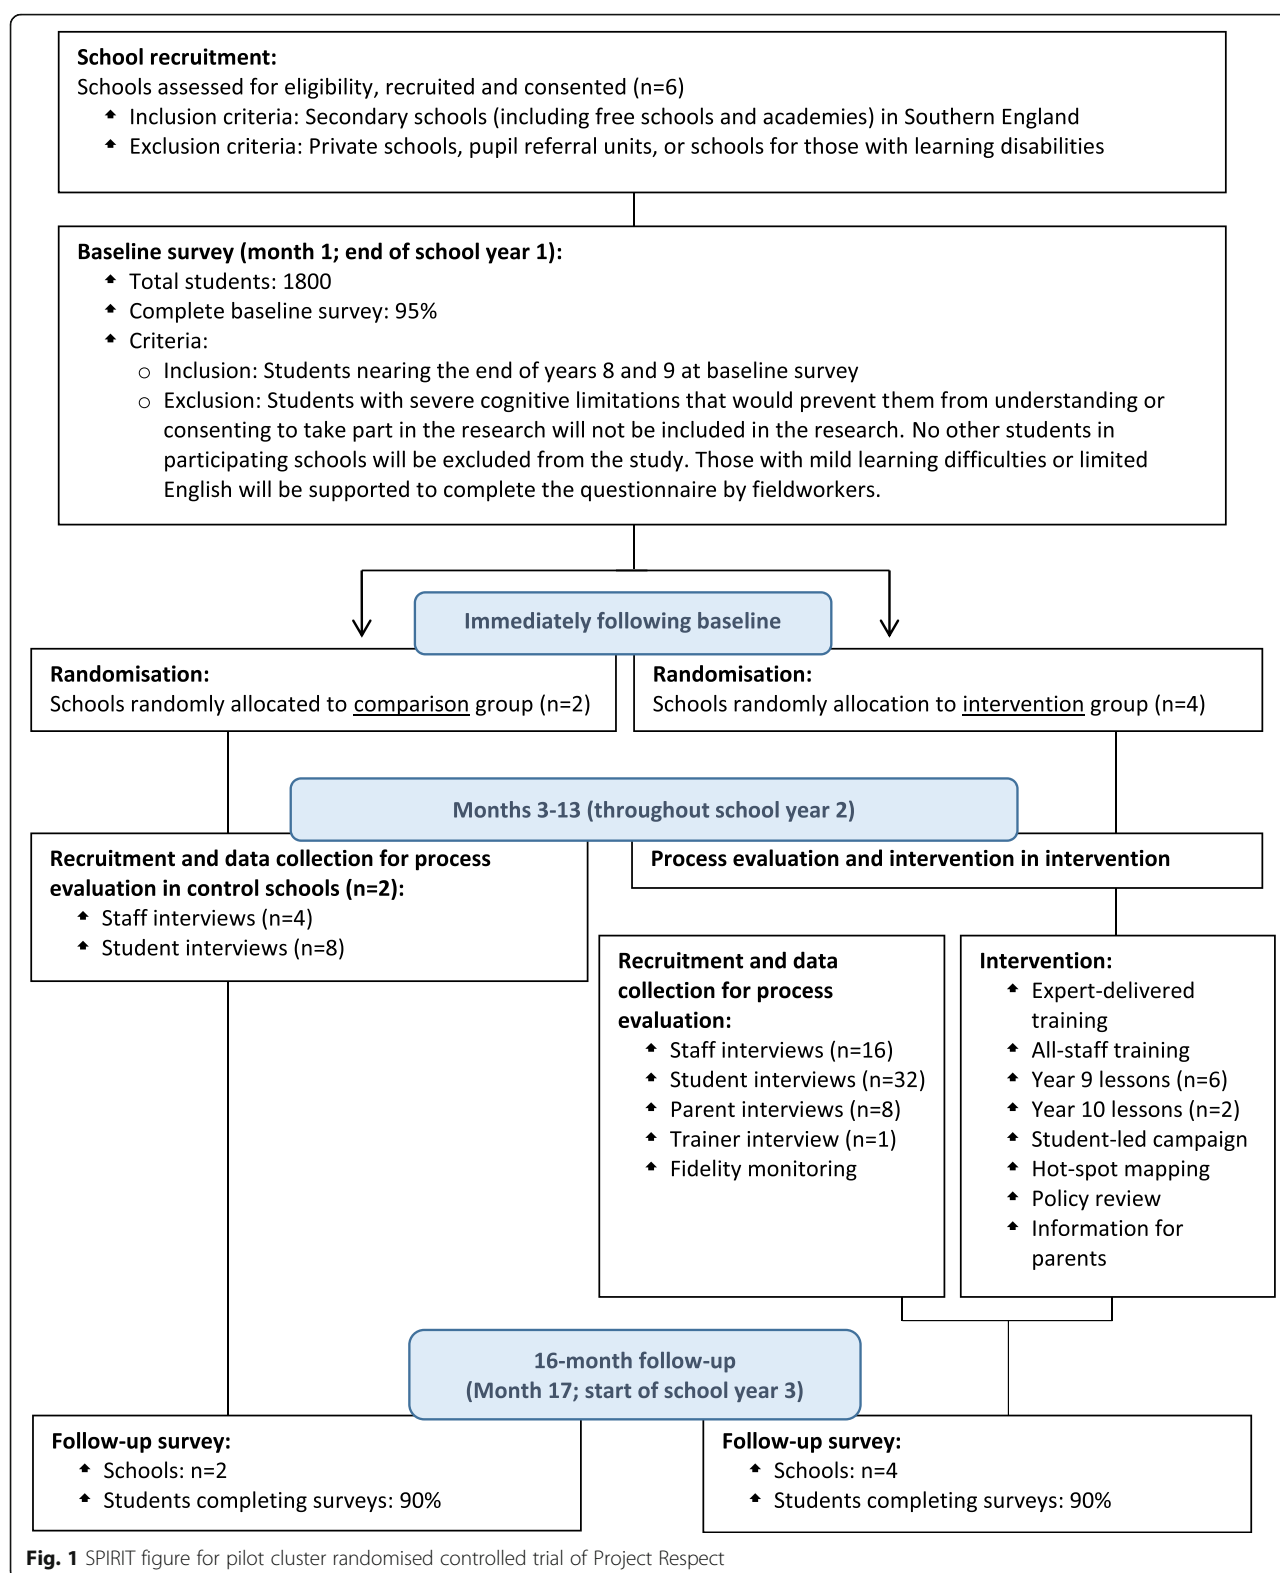 School recruitment:
Schools assessed for eligibility, recruited and consented (n=6)
Inclusion criteria: Secondary schools (including free schools and academies) in Southern England
Exclusion criteria: Private schools, pupil referral units, or schools for those with learning disabilities
Baseline survey (month 1; end of school year 1):
Total students: 1800
Complete baseline survey: 95%
Criteria:
○ Inclusion: Students nearing the end of years 8 and 9 at baseline survey
○ Exclusion: Students with severe cognitive limitations that would prevent them from understanding or
consenting to take part in the research will not be included in the research. No other students in
participating schools will be excluded from the study. Those with mild learning difficulties or limited
English will be supported to complete the questionnaire by fieldworkers.
Immediately following baseline
Randomisation:
Schools randomly allocated to comparison group (n=2)
Randomisation:
Schools randomly allocation to intervention group (n=4)
Months 3-13 (throughout school year 2)
Recruitment and data collection for process
evaluation in control schools (n=2):
Staff interviews (n=4)
Student interviews (n=8)
Process evaluation and intervention in intervention
Recruitment and data
collection for process
evaluation:
Staff interviews (n=16)
Student interviews (n=32)
Parent interviews (n=8)
Trainer interview (n=1)
Fidelity monitoring
Intervention:
Expert-delivered
training
All-staff training
Year 9 lessons (n=6)
Year 10 lessons (n=2)
Student-led campaign
Hot-spot mapping
Policy review
Information for
parents
16-month follow-up
(Month 17; start of school year 3)
Follow-up survey:
Schools: n=2
Students completing surveys: 90%
Follow-up survey:
Schools: n=4
Students completing surveys: 90%
Fig. 1 SPIRIT figure for pilot cluster randomised controlled trial of Project Respect